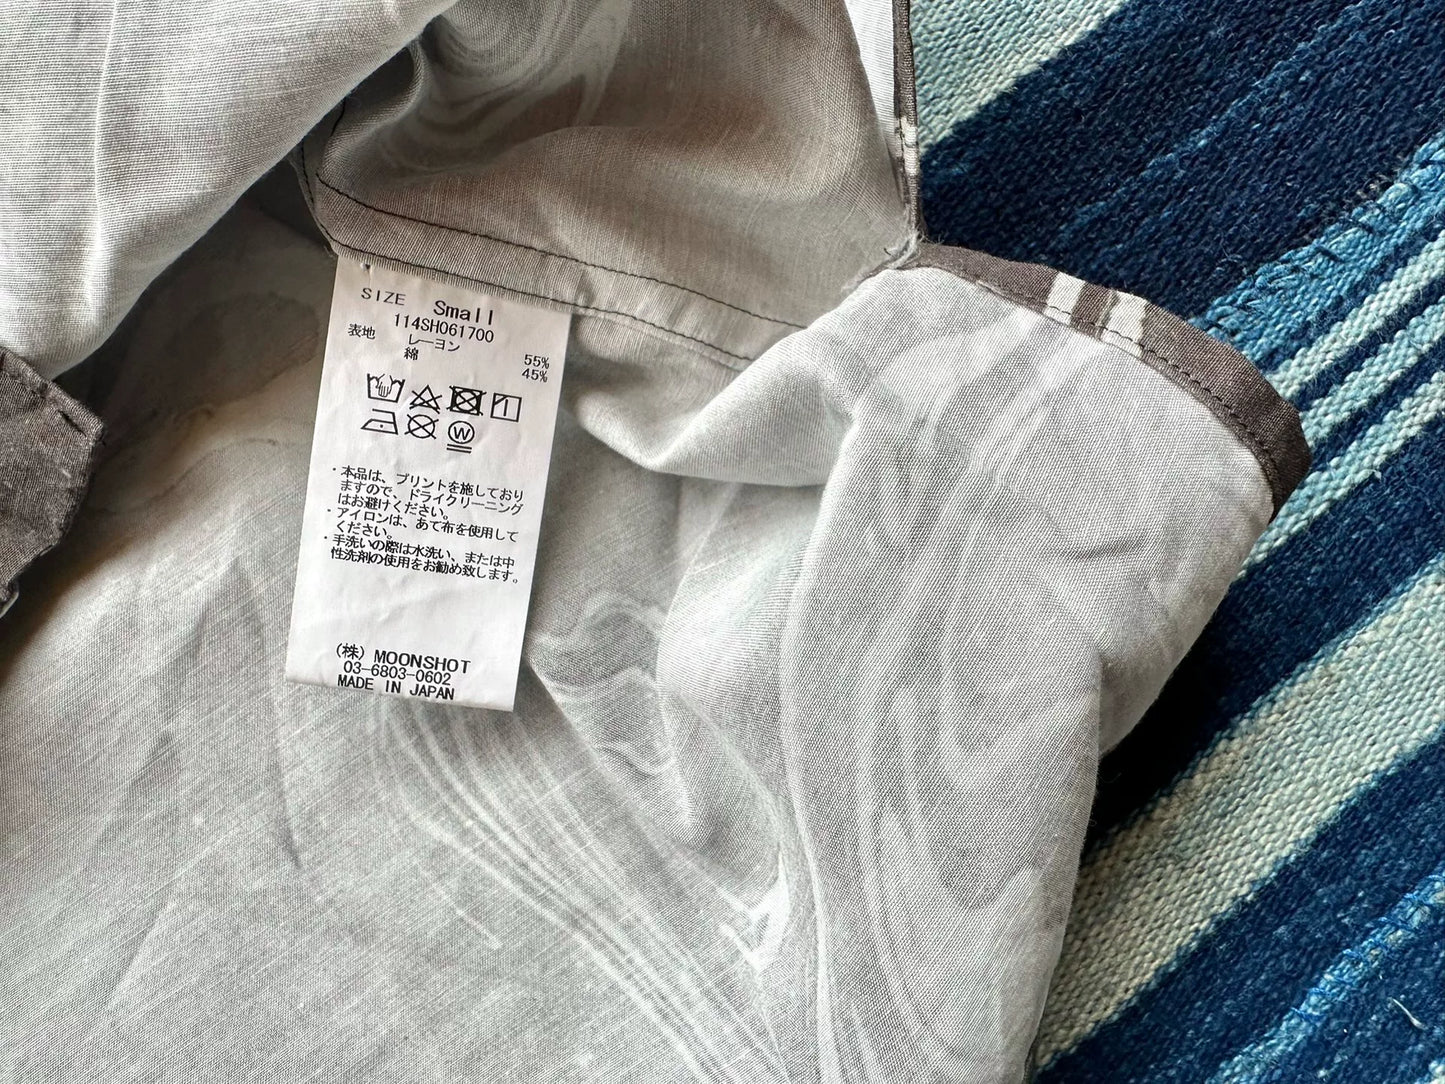 SIZE Small
114SH061700
表地 レーヨン 55%
綿 45%
W
・本品は、プリントを施しており
ますので、ドライクリーニング
はお避けください。
・アイロンは、あて布を使用して
ください。
・手洗いの際は水洗い、または中
性洗剤の使用をお勧め致します。
(株) MOONSHOT
03-6803-0602
MADE IN JAPAN